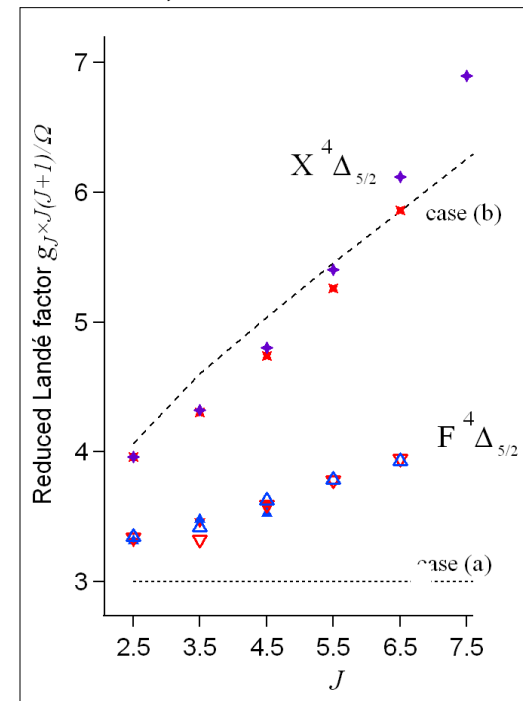 7
6
5
4
3
Reduced Landé factor g_J×J(J+1)/Ω
X ⁴Δ₅/₂
case (b)
F ⁴Δ₅/₂
case (a)
2.5 3.5 4.5 5.5 6.5 7.5
J